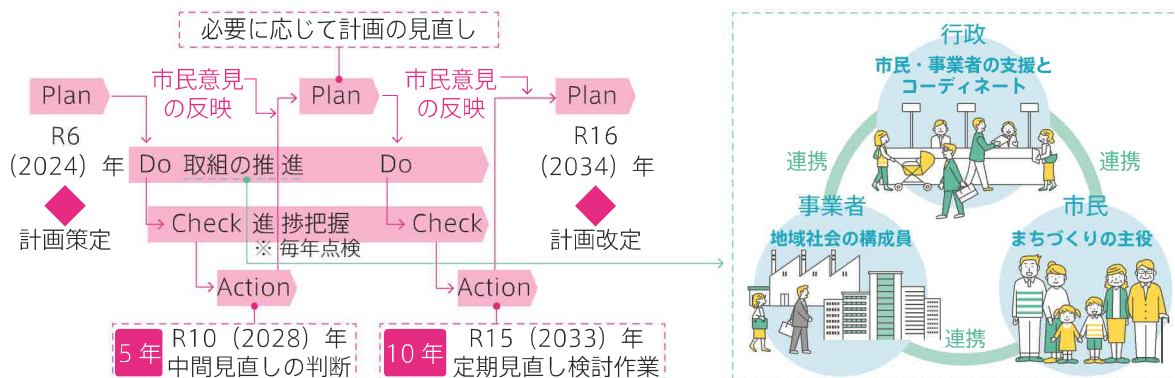 必要に応じて計画の見直し
Plan
市民意見
の反映
Plan
市民意見
の反映
Plan
R6
（2024）年
計画策定
Do 取組の推進
Do
R16
（2034）年
計画改定
Check 進捗把握
※ 毎年点検
Check
Action
Action
5年
R10（2028）年
中間見直しの判断
10年
R15（2033）年
定期見直し検討作業
行政
市民・事業者の支援と
コーディネート
連携
連携
事業者
地域社会の構成員
市民
まちづくりの主役
連携